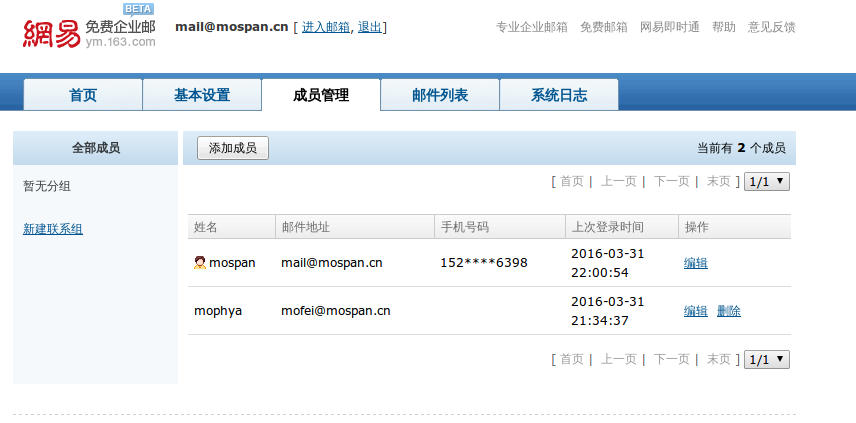 網易 免费企业邮 BETA
ym.163.com
mail@mospan.cn [ 进入邮箱, 退出]
专业企业邮箱 免费邮箱 网易即时通 帮助 意见反馈
首页 基本设置 成员管理 邮件列表 系统日志
全部成员
暂无分组
新建联系组
添加成员 当前有 2 个成员
[ 首页 | 上一页 | 下一页 | 末页 ] 1/1
姓名 邮件地址 手机号码 上次登录时间 操作
mospan mail@mospan.cn 152****6398 2016-03-31 编辑
22:00:54
mophya mofei@mospan.cn 2016-03-31 编辑 删除
21:34:37
[ 首页 | 上一页 | 下一页 | 末页 ] 1/1